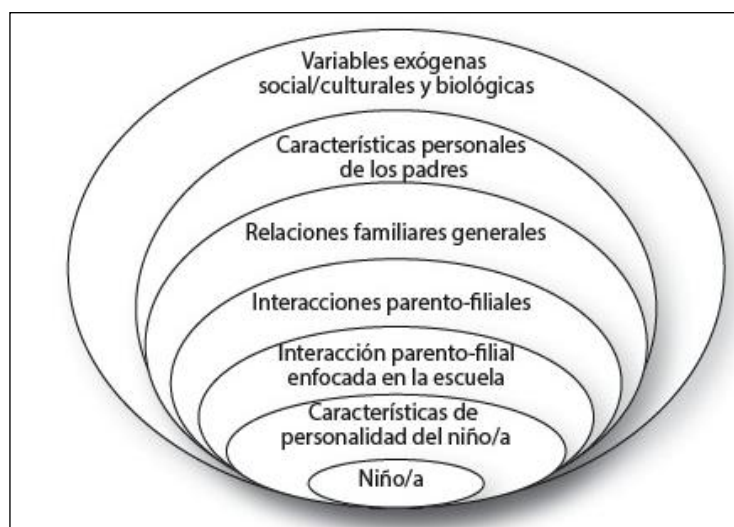 Variables exógenas
social/culturales y biológicas
Características personales
de los padres
Relaciones familiares generales
Interacciones parento-filiales
Interacción parento-filial
enfocada en la escuela
Características de
personalidad del niño/a
Niño/a